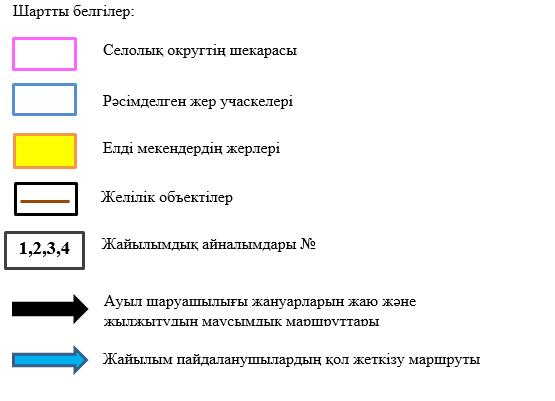 Шартты белгілер:
Селолық округтің шекарасы
Рәсімделген жер учаскелері
Елді мекендердің жерлері
Желілік объектілер
1,2,3,4 Жайылымдық айналымдары №
Ауыл шаруашылығы жануарларын жаю және
жылжытудың маусымдық маршруттары
Жайылым пайдаланушылардың қол жеткізу маршруты